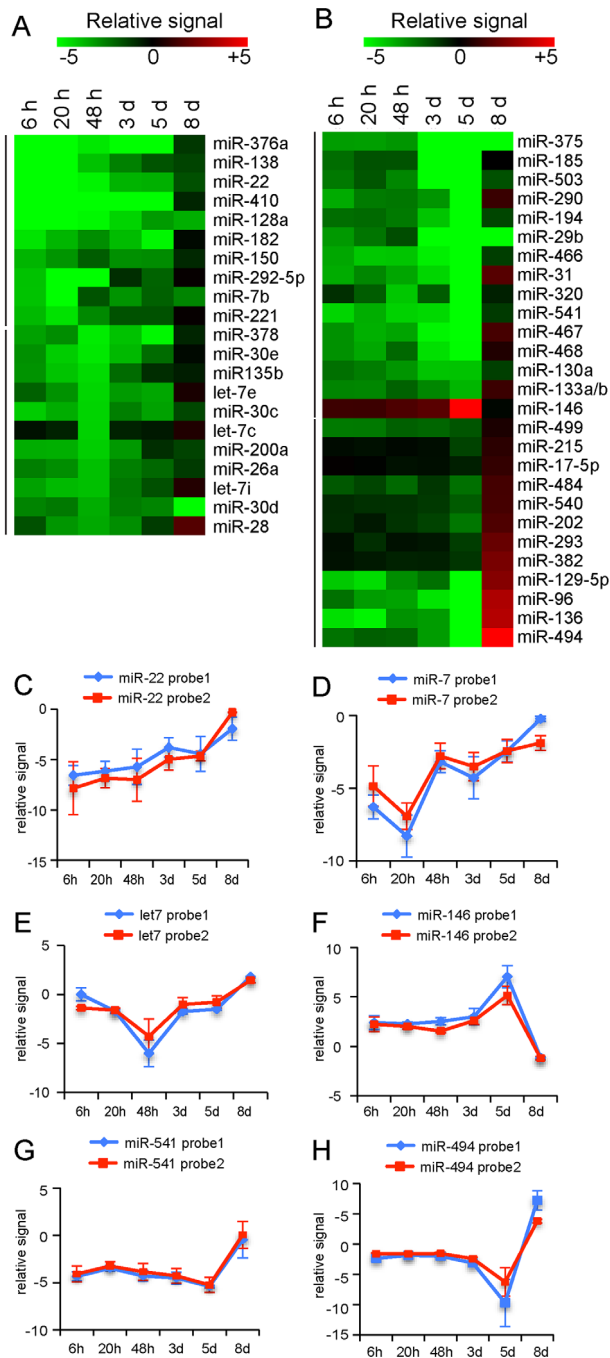 A
Relative signal
-5
0
+5
6 h
20 h
48 h
3 d
5 d
8 d
miR-376a
miR-138
miR-22
miR-410
miR-128a
miR-182
miR-150
miR-292-5p
miR-7b
miR-221
miR-378
miR-30e
miR135b
let-7e
miR-30c
let-7c
miR-200a
miR-26a
let-7i
miR-30d
miR-28
B
Relative signal
-5
0
+5
6 h
20 h
48 h
3 d
5 d
8 d
miR-375
miR-185
miR-503
miR-290
miR-194
miR-29b
miR-466
miR-31
miR-320
miR-541
miR-467
miR-468
miR-130a
miR-133a/b
miR-146
miR-499
miR-215
miR-17-5p
miR-484
miR-540
miR-202
miR-293
miR-382
miR-129-5p
miR-96
miR-136
miR-494
C
miR-22 probe1
miR-22 probe2
relative signal
0
-5
-10
-15
6h 20h 48h 3d 5d 8d
D
miR-7 probe1
miR-7 probe2
relative signal
0
-5
-10
6h 20h 48h 3d 5d 8d
E
let7 probe1
let7 probe2
relative signal
5
0
-5
-10
6h 20h 48h 3d 5d 8d
F
miR-146 probe1
miR-146 probe2
relative signal
10
5
0
-5
6h 20h 48h 3d 5d 8d
G
miR-541 probe1
miR-541 probe2
relative signal
5
0
-5
-10
6h 20h 48h 3d 5d 8d
H
miR-494 probe1
miR-494 probe2
relative signal
10
-5
0
-5
-10
-15
6h 20h 48h 3d 5d 8d